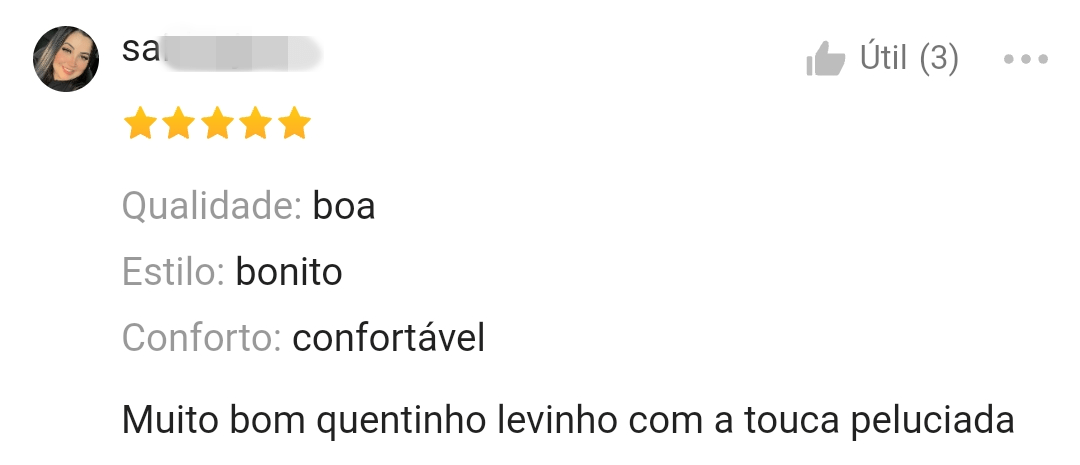 sa
Útil (3)
Qualidade: boa
Estilo: bonito
Conforto: confortável
Muito bom quentinho levinho com a touca peluciada